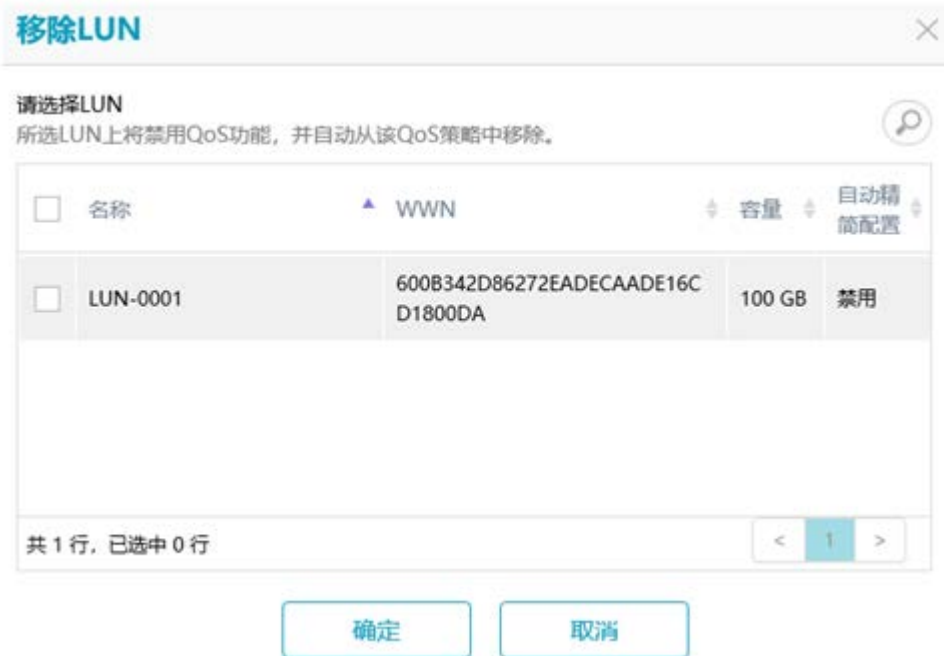 移除LUN
请选择LUN
所选LUN上将禁用QoS功能，并自动从该QoS策略中移除。
名称 WWN 容量 自动精
简配置
LUN-0001 600B342D86272EADECAADE16C
D1800DA 100 GB 禁用
共 1 行，已选中 0 行 < 1 >
确定 取消